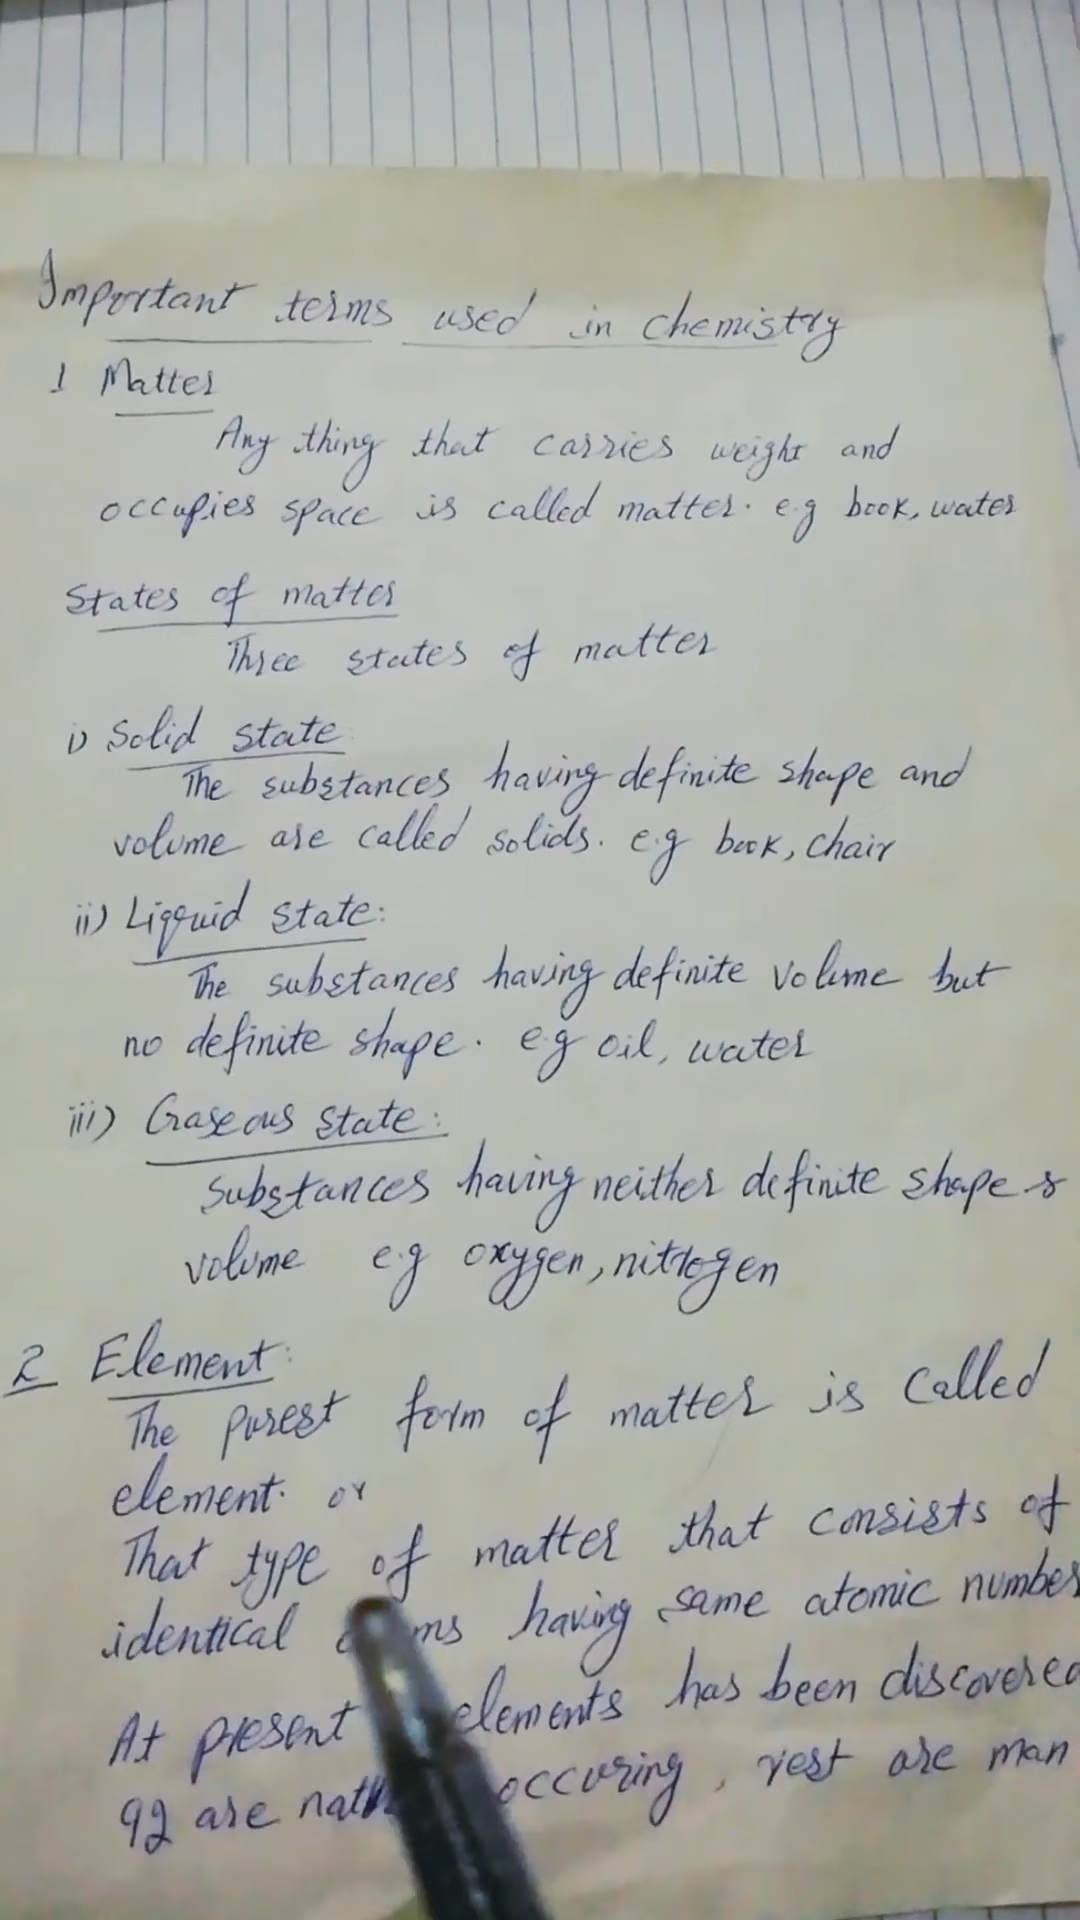 Important terms used in chemistry
1 Matter
Any thing that carries weight and
occupies space is called matter. e.g book, water
States of matter
Three states of matter
i) Solid state:
The substances having definite shape and
volume are called solids. e.g book, chair
ii) Liquid state:
The substances having definite volume but
no definite shape. e.g oil, water
iii) Gaseous state:
Substances having neither definite shape &
volume e.g oxygen, nitrogen
2 Element:
The purest form of matter is called
element. or
That type of matter that consists of
identical having same atomic number
At present elements has been discovered
92 are occuring, rest are man